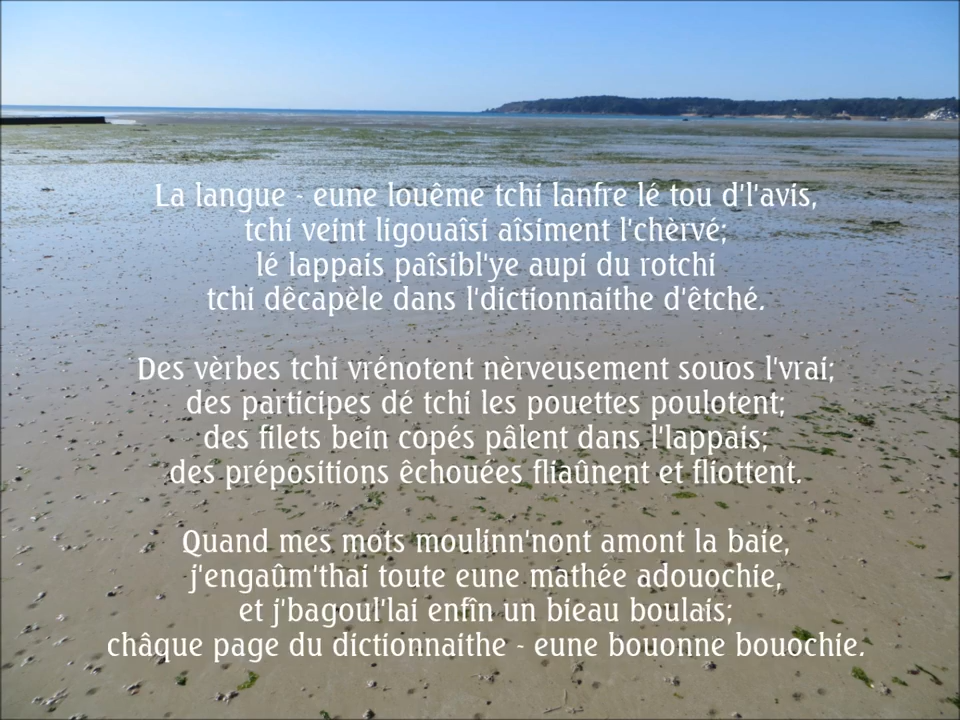 La langue - eune louême tchi lanfre lé tou d'l'avis,
tchi veint ligouaîsi aîsiment l'chèrvé;
lé lappais paîsibl'ye aupi du rotchi
tchi dêcapèle dans l'dictionnaithe d'êtché.
Des vèrbes tchi vrénotent nèrveusement souos l'vrai;
des participes dé tchi les pouettes poulotent;
des filets bein copés pâlent dans l'lappais;
des prépositions êchouées fliaûnent et fliottent.
Quand mes mots moulinn'nont amont la baie,
j'engaûm'thai toute eune mathée adouochie,
et j'bagoul'lai enfîn un bieau boulais;
châque page du dictionnaithe - eune bouonne bouochie.